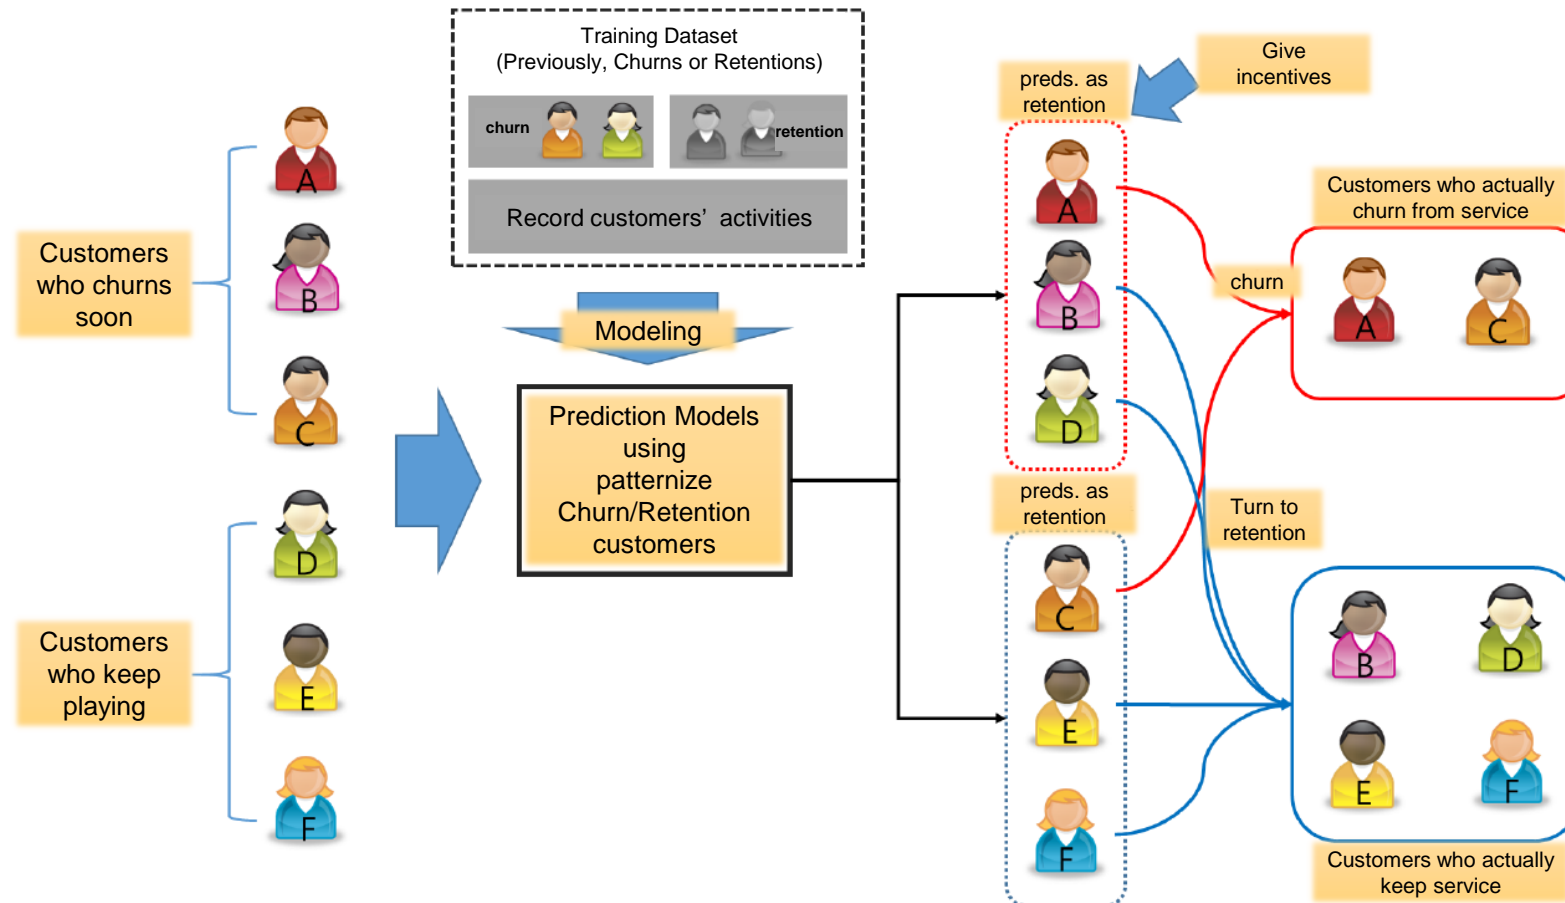 Training Dataset
(Previously, Churns or Retentions)
churn
retention
Record customers' activities
Modeling
Customers
who churns
soon
A
B
C
Customers
who keep
playing
D
E
F
Prediction Models
using
patternize
Churn/Retention
customers
preds. as
retention
Give
incentives
A
B
D
preds. as
retention
C
E
F
churn
Turn to
retention
Customers who actually
churn from service
A
C
B
D
E
F
Customers who actually
keep service